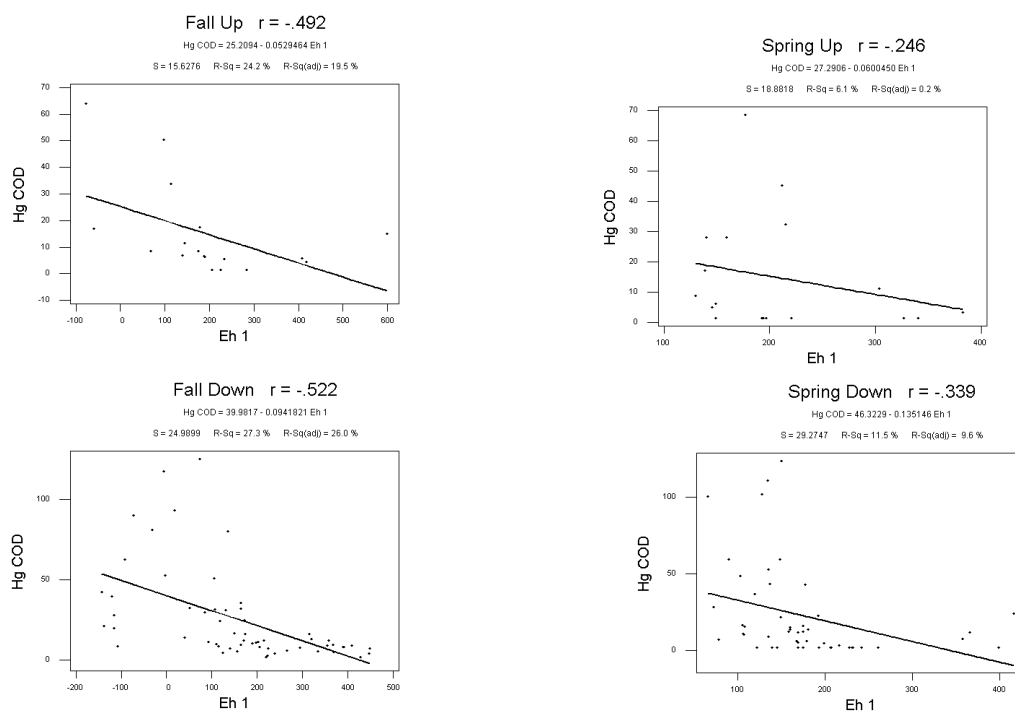 Fall Up r = -.492
Hg COD = 25.2094 - 0.0529464 Eh 1
S = 15.6276 R-Sq = 24.2 % R-Sq(adj) = 19.5 %
70
60
50
40
30
20
10
0
-10
Hg COD
-100 0 100 200 300 400 500 600
Eh 1
Spring Up r = -.246
Hg COD = 27.2906 - 0.0600450 Eh 1
S = 18.8818 R-Sq = 6.1 % R-Sq(adj) = 0.2 %
70
60
50
40
30
20
10
0
Hg COD
100 200 300 400
Eh 1
Fall Down r = -.522
Hg COD = 39.9817 - 0.0941821 Eh 1
S = 24.9899 R-Sq = 27.3 % R-Sq(adj) = 26.0 %
100
50
0
Hg COD
-200 -100 0 100 200 300 400 500
Eh 1
Spring Down r = -.339
Hg COD = 46.3229 - 0.135146 Eh 1
S = 29.2747 R-Sq = 11.5 % R-Sq(adj) = 9.6 %
100
50
0
Hg COD
100 200 300 400
Eh 1